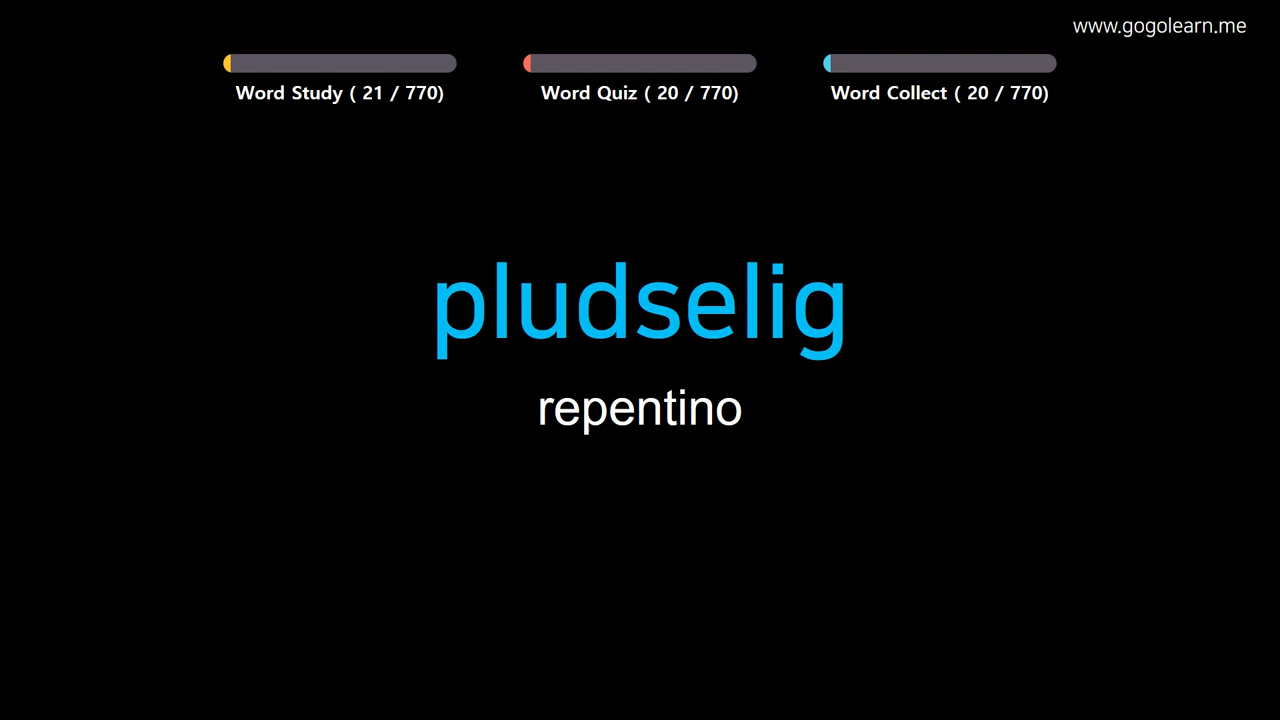 www.gogolearn.me
Word Study ( 21 / 770)
Word Quiz ( 20 / 770)
Word Collect ( 20 / 770)
pludselig
repentino